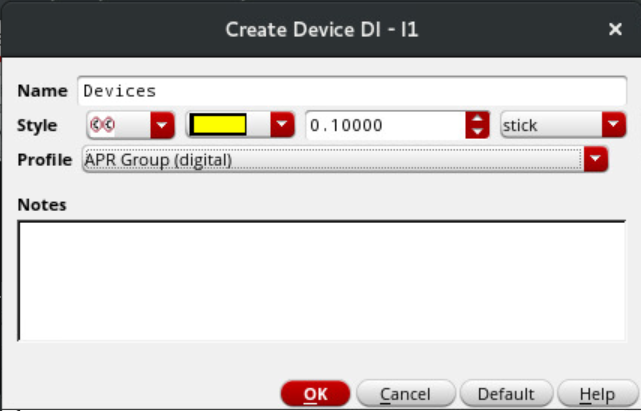 Create Device DI - I1
Name Devices
Style 0.10000 stick
Profile APR Group (digital)
Notes
OK Cancel Default Help